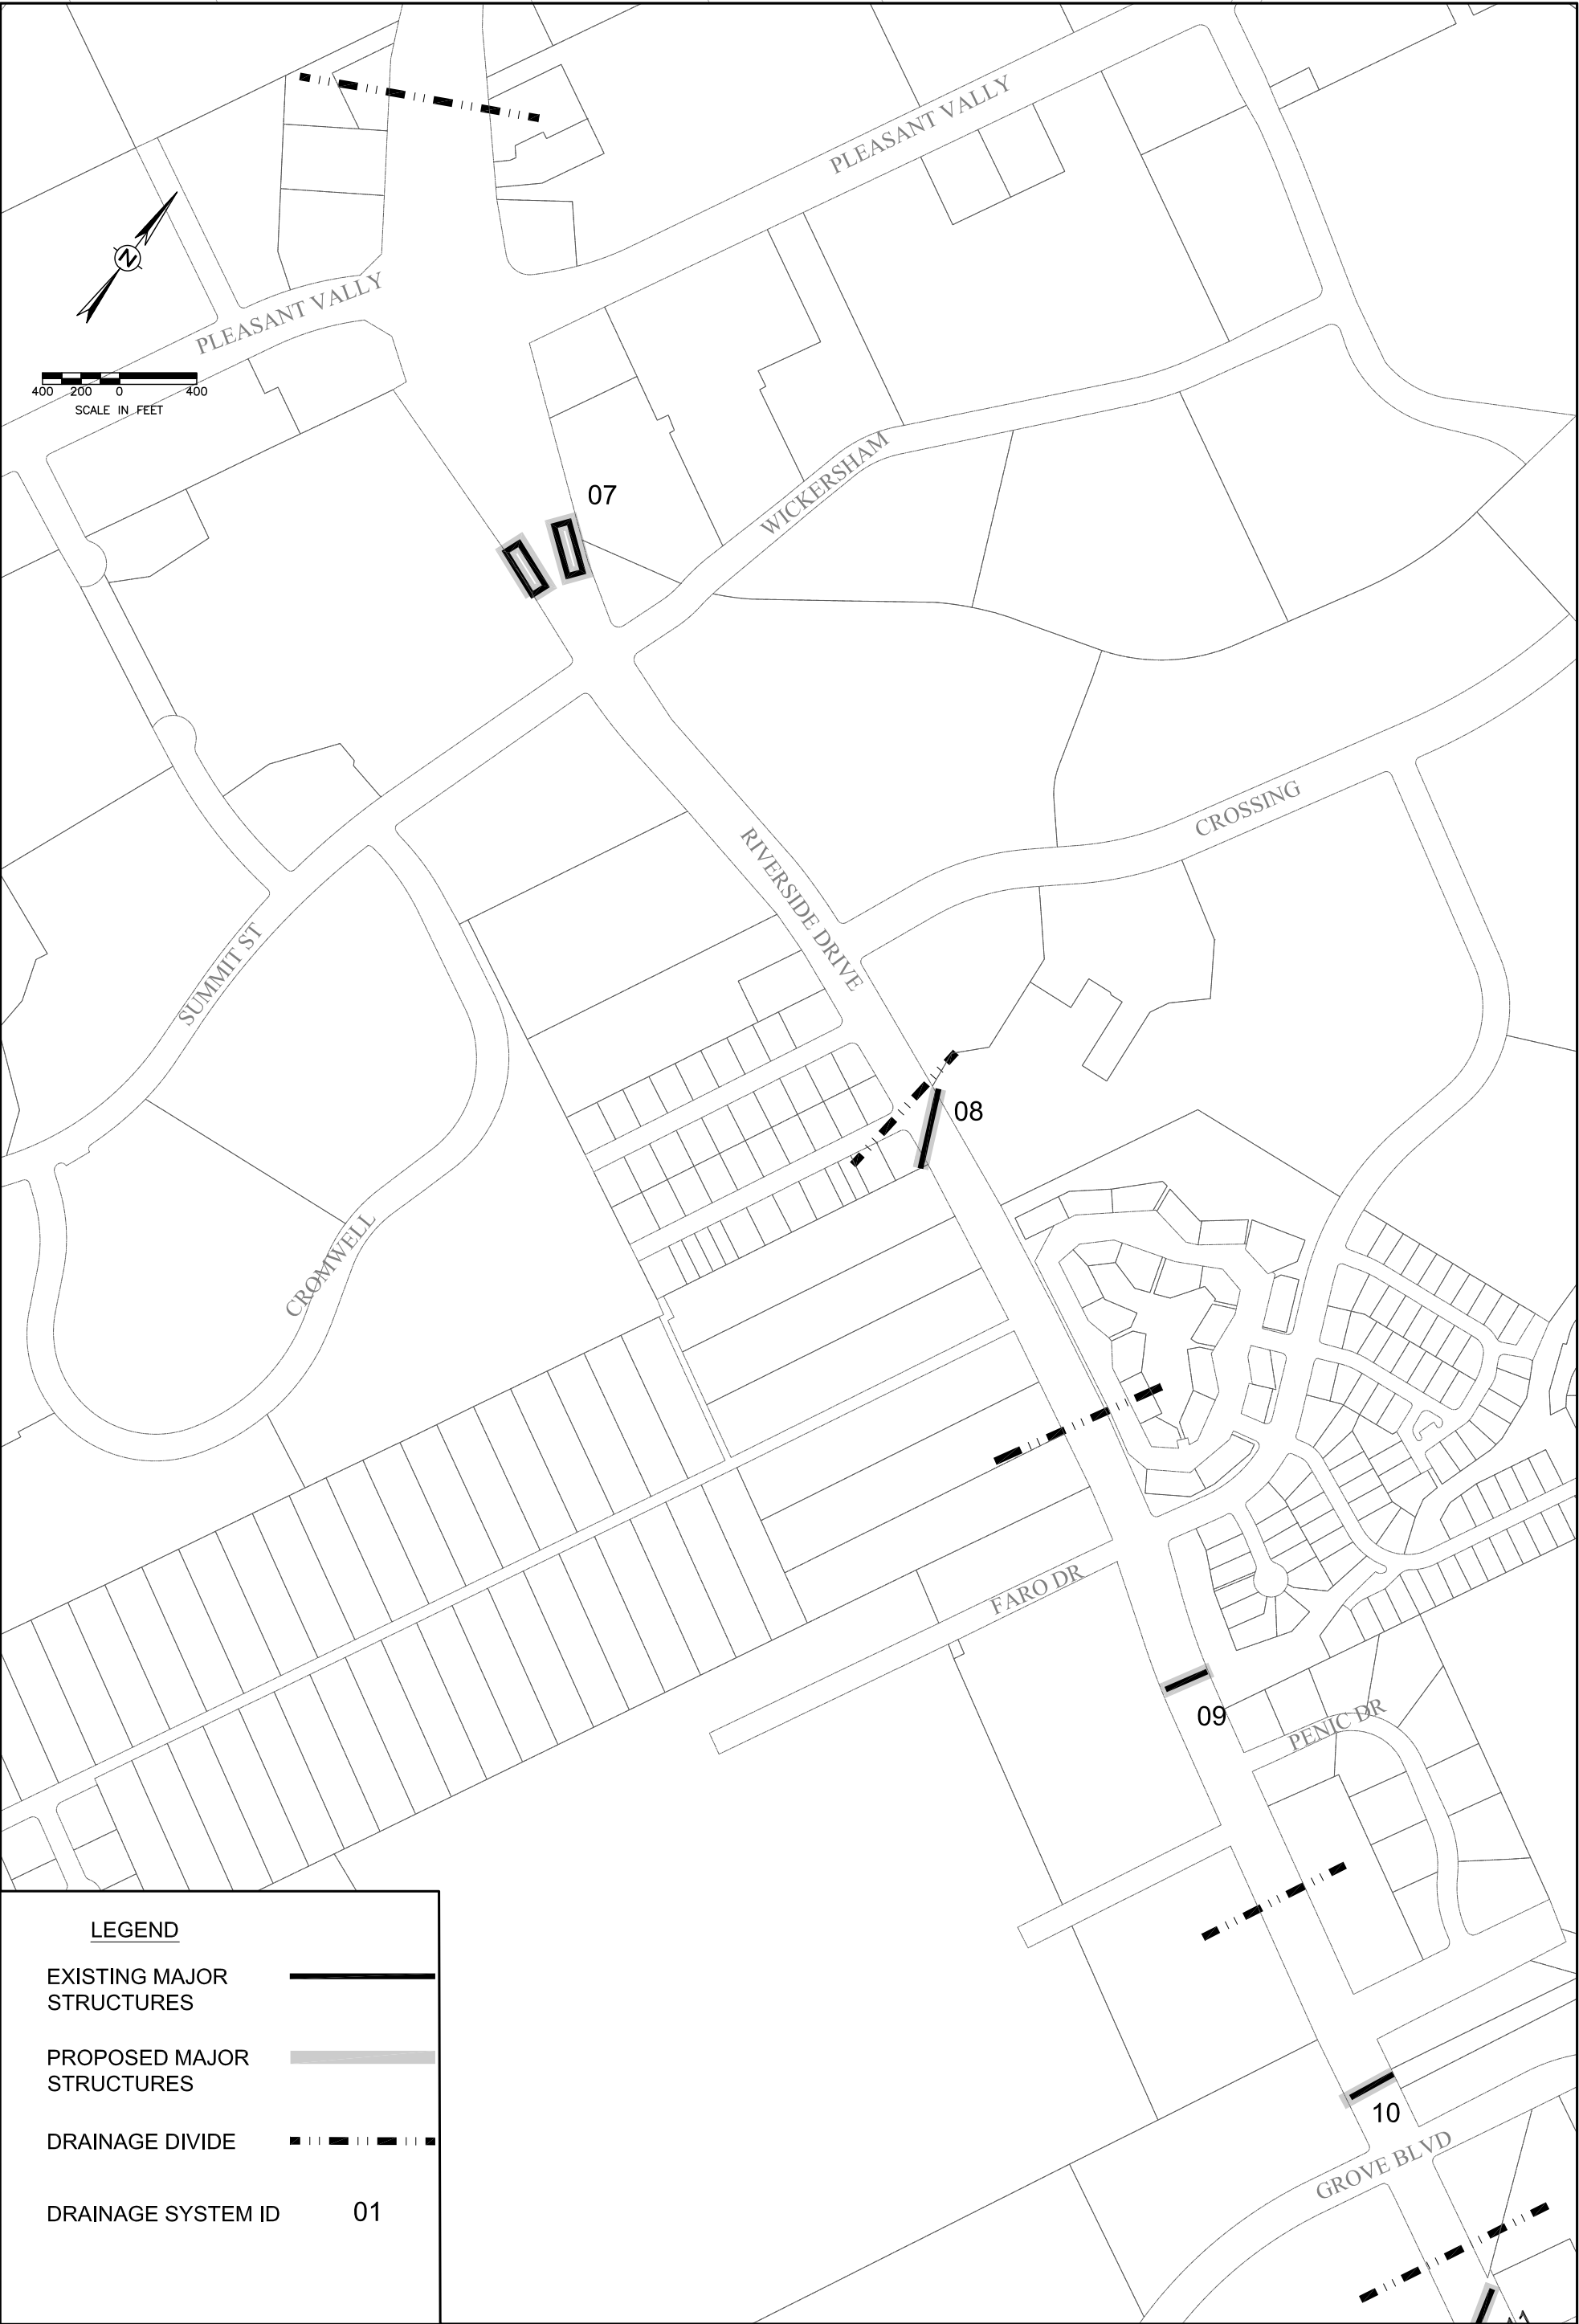 PLEASANT VALLY
N
PLEASANT VALLY
400 200 0 400
SCALE IN FEET
07
WICKERSHAM
CROSSING
RIVERSIDE DRIVE
SUMMIT ST
08
CROMWELL
FARO DR
09
PENIC DR
10
GROVE BLVD
LEGEND
EXISTING MAJOR
STRUCTURES
PROPOSED MAJOR
STRUCTURES
DRAINAGE DIVIDE
DRAINAGE SYSTEM ID 01